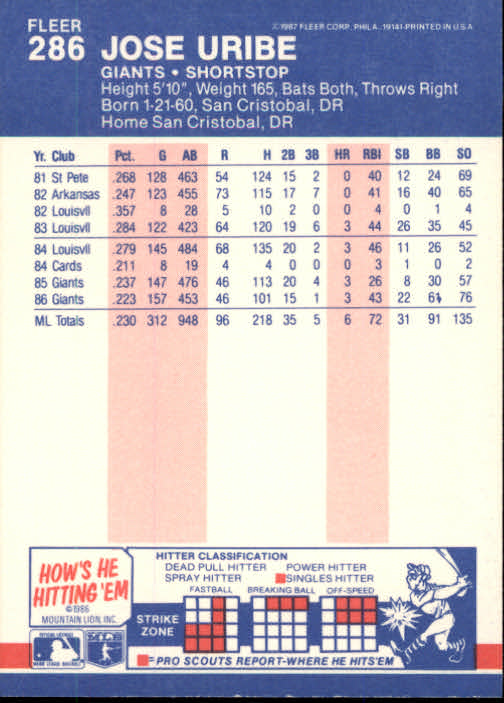 FLEER
©1987 FLEER CORP. PHILA. 19141-PRINTED IN U.S.A
286 JOSE URIBE
GIANTS • SHORTSTOP
Height 5'10", Weight 165, Bats Both, Throws Right
Born 1-21-60, San Cristobal, DR
Home San Cristobal, DR
Yr. Club Pct. G AB R H 2B 3B HR RBI SB BB SO
81 St Pete .268 128 463 54 124 15 2 0 40 12 24 69
82 Arkansas .247 123 455 73 115 17 7 0 41 16 40 65
82 Louisvll .357 8 28 5 10 2 0 0 4 0 1 4
83 Louisvll .284 122 423 64 120 19 6 3 44 26 35 45
84 Louisvll .279 145 484 68 135 20 2 3 46 11 26 52
84 Cards .211 8 19 4 4 0 0 0 3 1 0 2
85 Giants .237 147 476 46 113 20 4 3 26 8 30 57
86 Giants .223 157 453 46 101 15 1 3 43 22 61 76
ML Totals .230 312 948 96 218 35 5 6 72 31 91 135
HOW'S HE
HITTING 'EM
©1986
MOUNTAIN LION, INC.
HITTER CLASSIFICATION
DEAD PULL HITTER POWER HITTER
SPRAY HITTER SINGLES HITTER
FASTBALL BREAKING BALL OFF-SPEED
STRIKE
ZONE
=PRO SCOUTS REPORT-WHERE HE HITS'EM